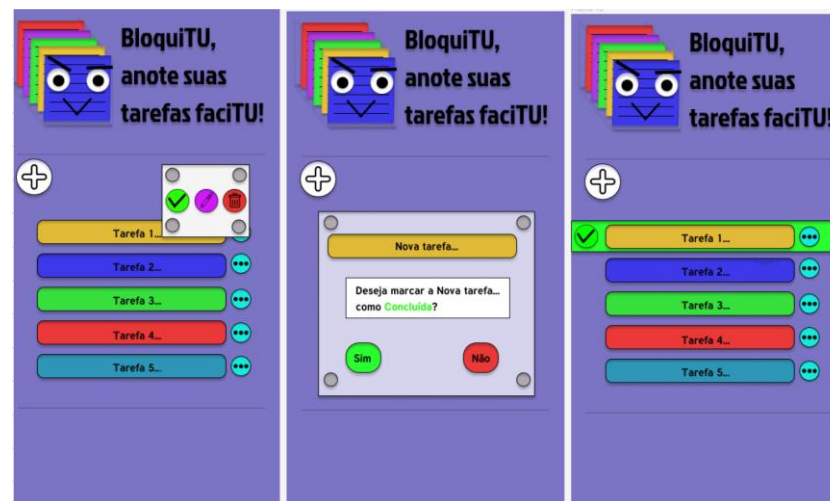 BloquiTU,
anote suas
tarefas faciTU!
Tarefa 1...
Tarefa 2...
Tarefa 3...
Tarefa 4...
Tarefa 5...
BloquiTU,
anote suas
tarefas faciTU!
Nova tarefa...
Deseja marcar a Nova tarefa...
como Concluída?
Sim
Não
BloquiTU,
anote suas
tarefas faciTU!
Tarefa 1...
Tarefa 2...
Tarefa 3...
Tarefa 4...
Tarefa 5...